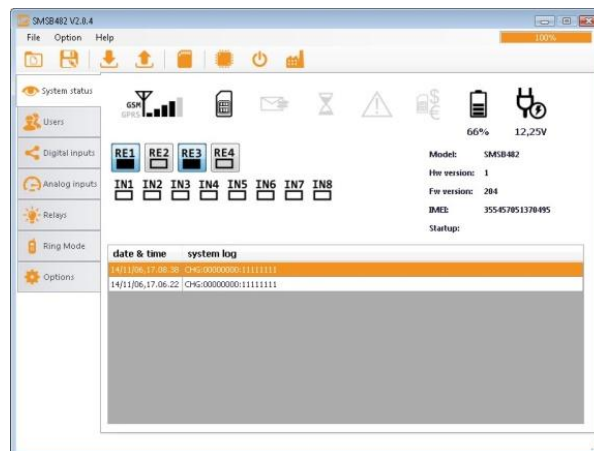 SMSB482 V2.0.4
File Option Help
100%
System status
Users
Digital inputs
Analog inputs
Relays
Ring Mode
Options
GSM
GPRS
66% 12,25V
RE1 RE2 RE3 RE4
IN1 IN2 IN3 IN4 IN5 IN6 IN7 IN8
Model: SMSB482
Hw version: 1
Fw version: 204
IMEI: 355457051370495
Startup:
date & time system log
14/11/06,17.08.38 CHG:00000000:11111111
14/11/06,17.06.22 CHG:00000000:11111111